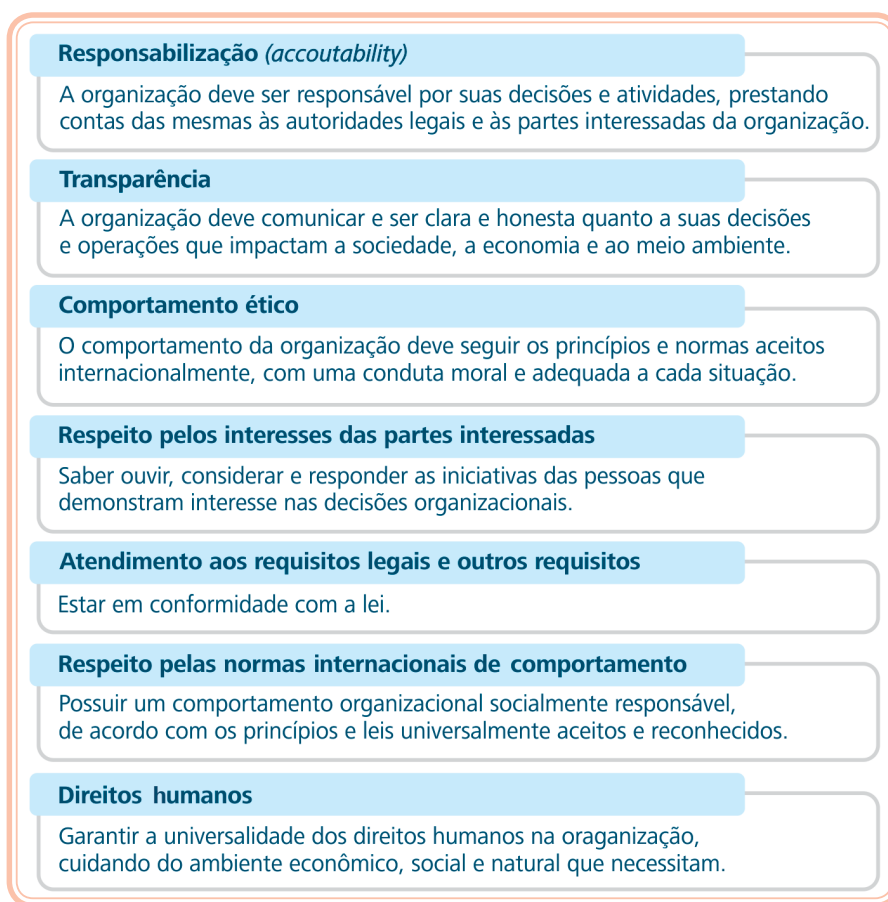 Responsabilização (accoutability)
A organização deve ser responsável por suas decisões e atividades, prestando
contas das mesmas às autoridades legais e às partes interessadas da organização.
Transparência
A organização deve comunicar e ser clara e honesta quanto a suas decisões
e operações que impactam a sociedade, a economia e ao meio ambiente.
Comportamento ético
O comportamento da organização deve seguir os princípios e normas aceitos
internacionalmente, com uma conduta moral e adequada a cada situação.
Respeito pelos interesses das partes interessadas
Saber ouvir, considerar e responder as iniciativas das pessoas que
demonstram interesse nas decisões organizacionais.
Atendimento aos requisitos legais e outros requisitos
Estar em conformidade com a lei.
Respeito pelas normas internacionais de comportamento
Possuir um comportamento organizacional socialmente responsável,
de acordo com os princípios e leis universalmente aceitos e reconhecidos.
Direitos humanos
Garantir a universalidade dos direitos humanos na oraganização,
cuidando do ambiente econômico, social e natural que necessitam.